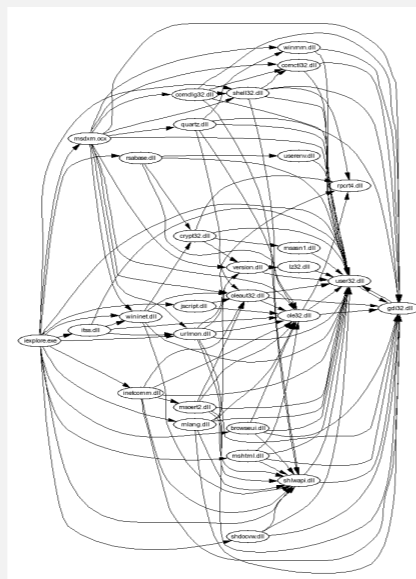 winmm.dll
comctl32.dll
comdlg32.dll
shell32.dll
quartz.dll
msdxm.ocx
rsabase.dll
userenv.dll
rpcrt4.dll
crypt32.dll
msasn1.dll
version.dll
lz32.dll
user32.dll
oleaut32.dll
jscript.dll
gdi32.dll
wininet.dll
ole32.dll
itss.dll
urlmon.dll
iexplore.exe
inetcomm.dll
msoert2.dll
mlang.dll
browseui.dll
mshtml.dll
shlwapi.dll
shdocvw.dll